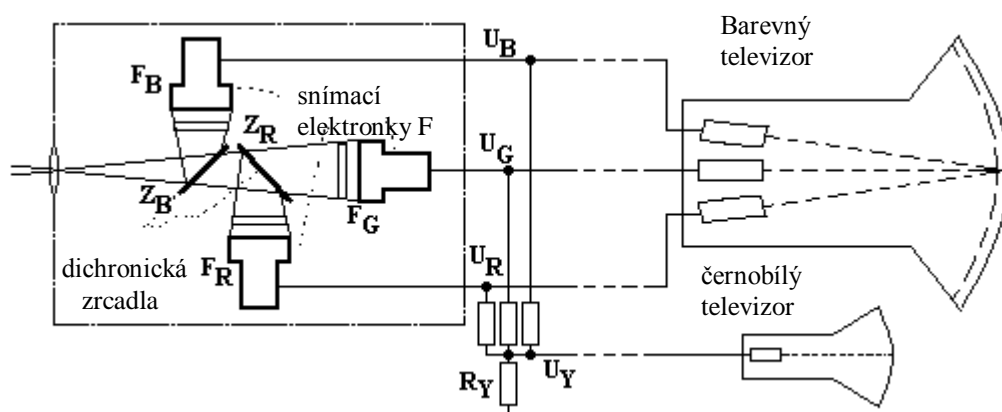 Barevný
televizor
U_B
F_B
snímací
elektronky F
Z_R
U_G
Z_B
F_G
dichronická
zrcadla
F_R
U_R
černobílý
televizor
R_Y
U_Y